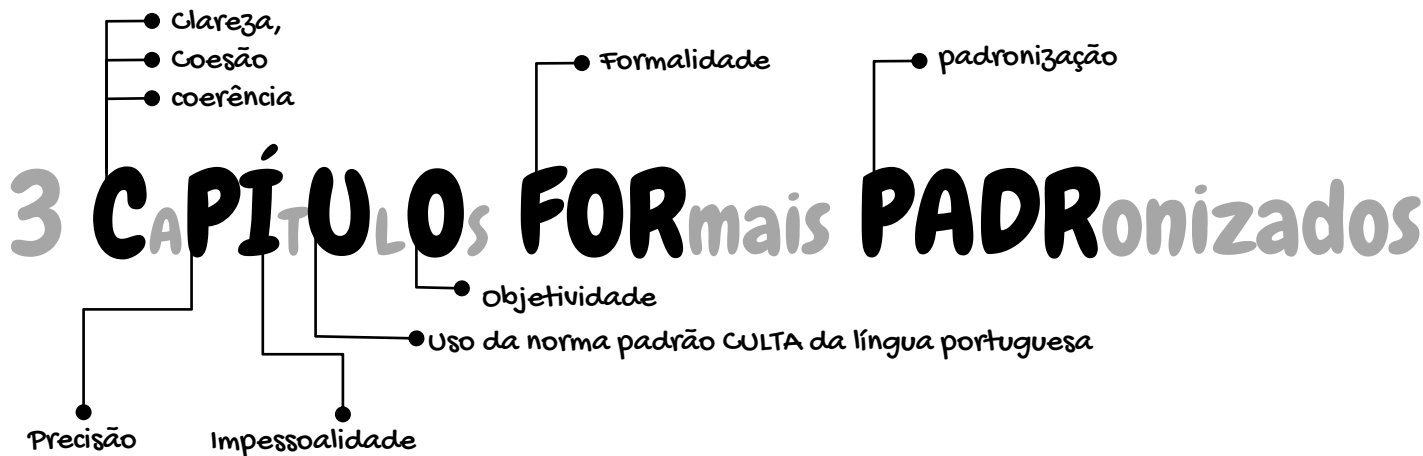 Clareza,
Coesão
coerência
Formalidade
padronização
3 CAPÍTULOS FORmais PADRonizados
Objetividade
Uso da norma padrão CULTA da língua portuguesa
Precisão
Impessoalidade